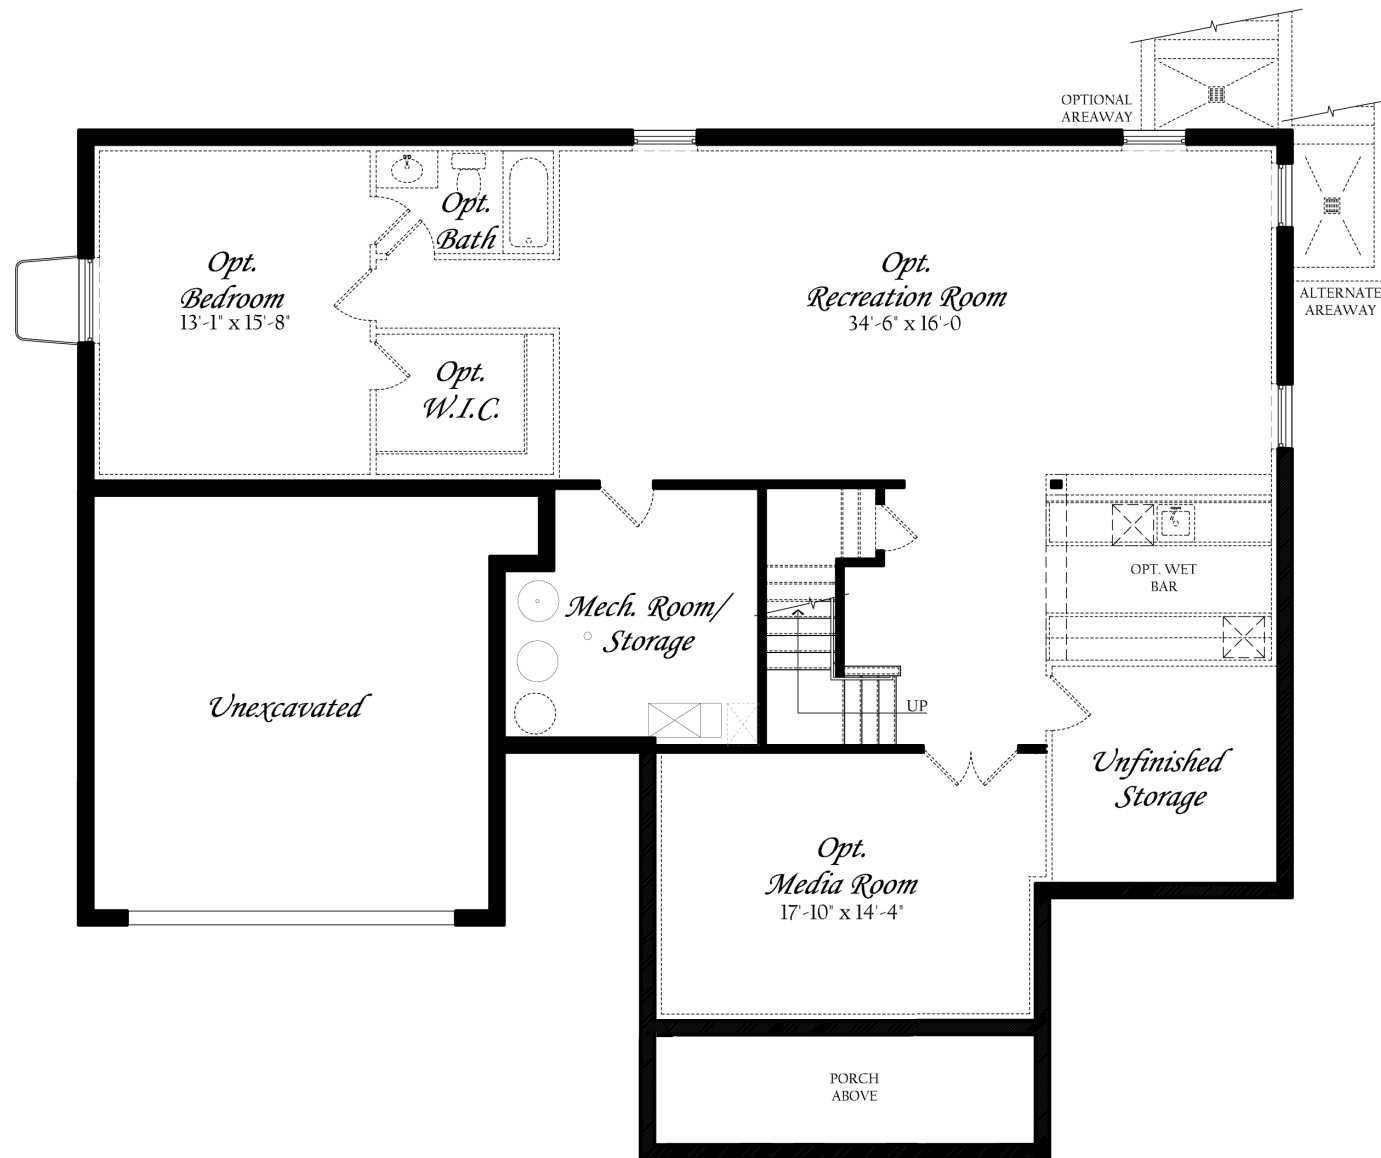 OPTIONAL
AREAWAY
Opt.
Bath
Opt.
Bedroom
13'-1" x 15'-8"
Opt.
Recreation Room
34'-6" x 16'-0
ALTERNATE
AREAWAY
Opt.
W.I.C.
OPT. WET
BAR
Mech. Room/
Storage
Unexcavated
UP
Unfinished
Storage
Opt.
Media Room
17'-10" x 14'-4"
PORCH
ABOVE